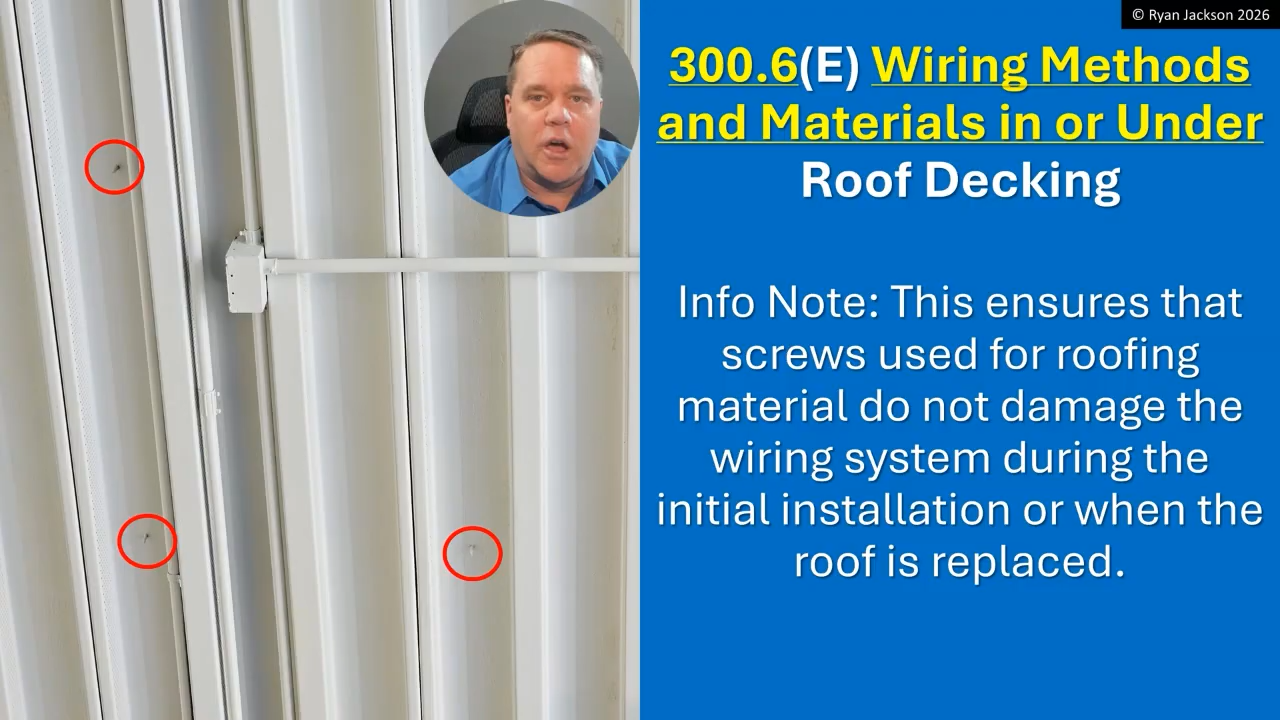 © Ryan Jackson 2026
300.6(E) Wiring Methods
and Materials in or Under
Roof Decking
Info Note: This ensures that
screws used for roofing
material do not damage the
wiring system during the
initial installation or when the
roof is replaced.